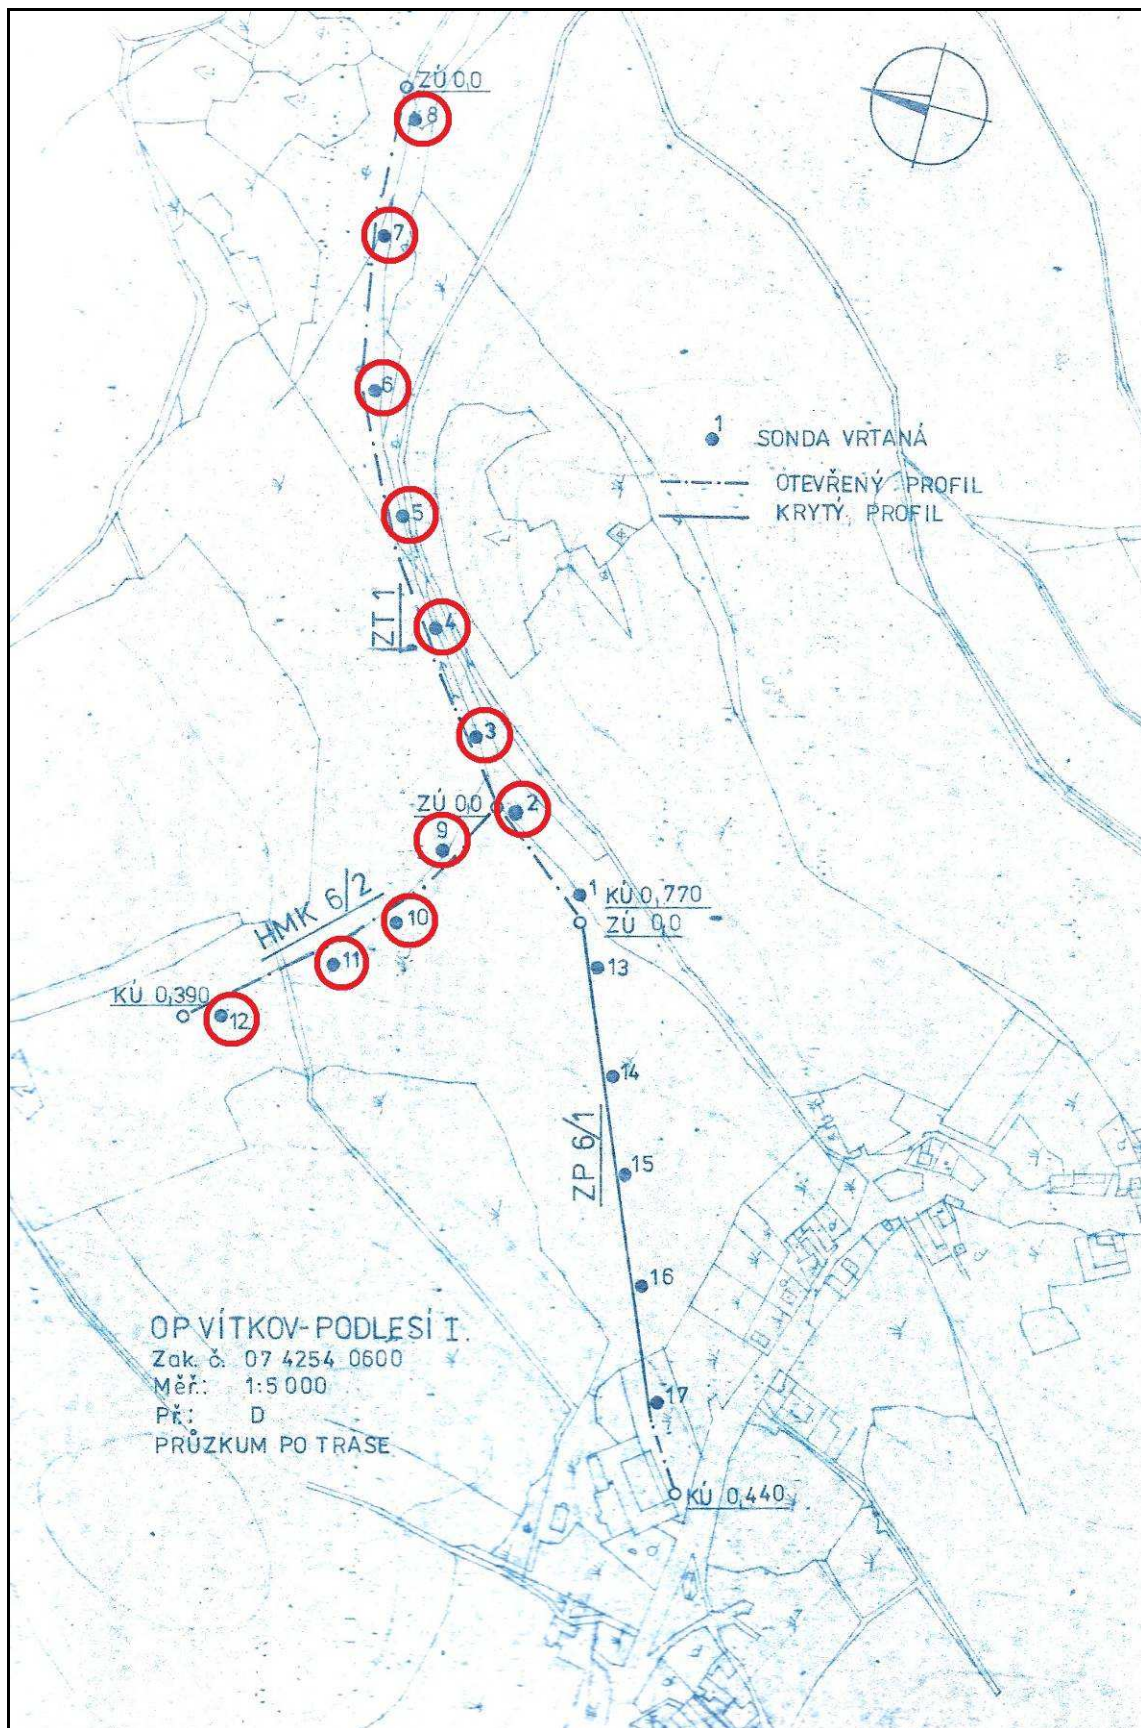 ZÚ 0,0
8
7
6
1
SONDA VRTANÁ
OTEVŘENÝ PROFIL
KRYTÝ PROFIL
5
ZT 1
4
3
ZÚ 0,0
2
9
1
KÚ 0,770
ZÚ 0,0
HMK 6/2
10
11
13
KÚ 0,390
12
14
ZP 6/1
15
16
OP VÍTKOV-PODLESÍ I.
Zak. č. 07 4254 0600
Měř.: 1:5 000
Př.: D
PRŮZKUM PO TRASE
17
KÚ 0,440